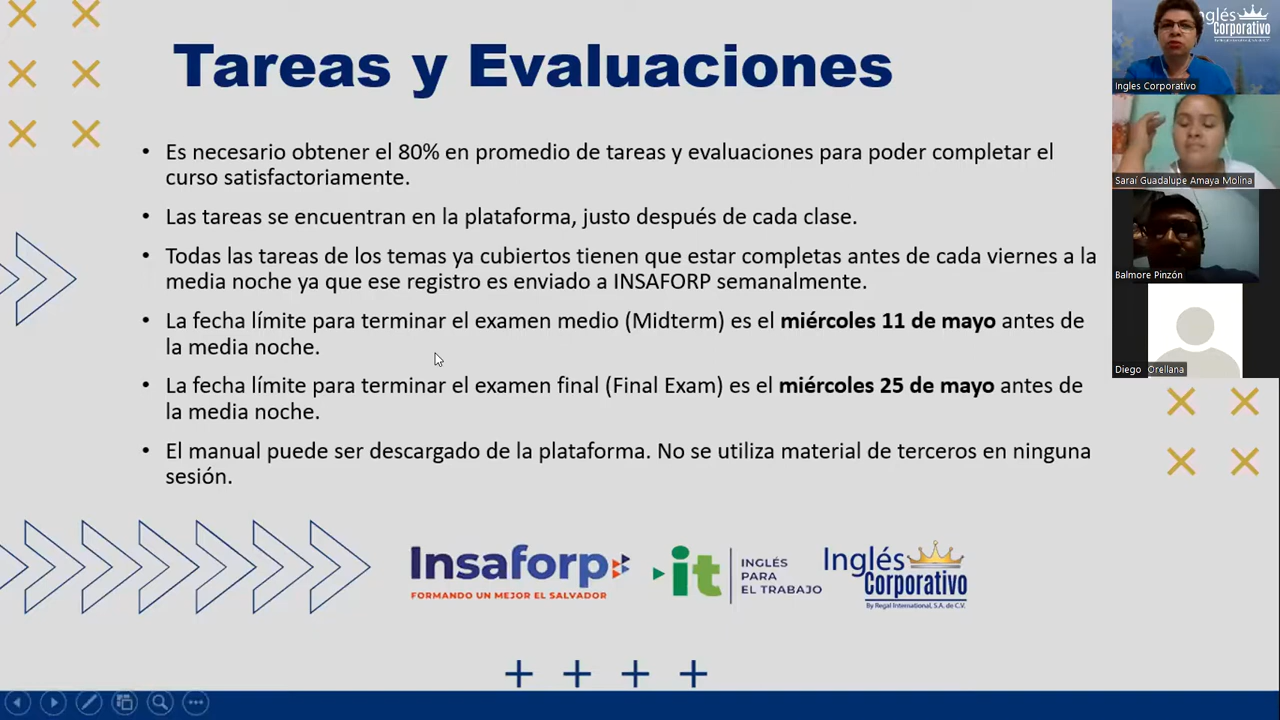 Tareas y Evaluaciones
• Es necesario obtener el 80% en promedio de tareas y evaluaciones para poder completar el
curso satisfactoriamente.
• Las tareas se encuentran en la plataforma, justo después de cada clase.
• Todas las tareas de los temas ya cubiertos tienen que estar completas antes de cada viernes a la
media noche ya que ese registro es enviado a INSAFORP semanalmente.
• La fecha límite para terminar el examen medio (Midterm) es el miércoles 11 de mayo antes de
la media noche.
• La fecha límite para terminar el examen final (Final Exam) es el miércoles 25 de mayo antes de
la media noche.
• El manual puede ser descargado de la plataforma. No se utiliza material de terceros en ninguna
sesión.
Insaforp
FORMANDO UN MEJOR EL SALVADOR
it
INGLÉS
PARA
EL TRABAJO
Inglés
Corporativo
By Regal International, S.A. de C.V.
Inglés
Corporativo
Ingles Corporativo
Saraí Guadalupe Amaya Molina
Balmore Pinzón
Diego Orellana